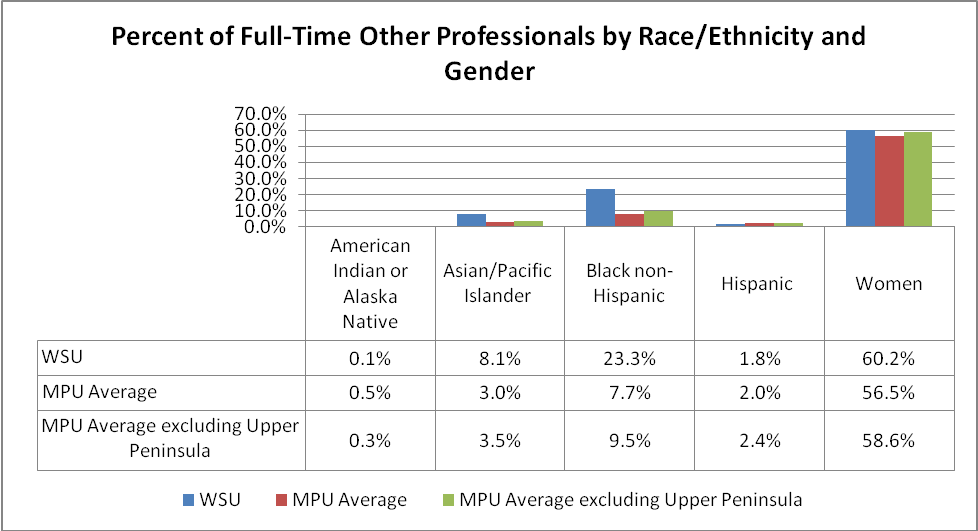 Percent of Full-Time Other Professionals by Race/Ethnicity and
Gender
70.0%
60.0%
50.0%
40.0%
30.0%
20.0%
10.0%
0.0%
American
Indian or
Alaska
Native
Asian/Pacific
Islander
Black non-
Hispanic
Hispanic
Women
WSU 0.1% 8.1% 23.3% 1.8% 60.2%
MPU Average 0.5% 3.0% 7.7% 2.0% 56.5%
MPU Average excluding Upper
Peninsula 0.3% 3.5% 9.5% 2.4% 58.6%
WSU MPU Average MPU Average excluding Upper Peninsula